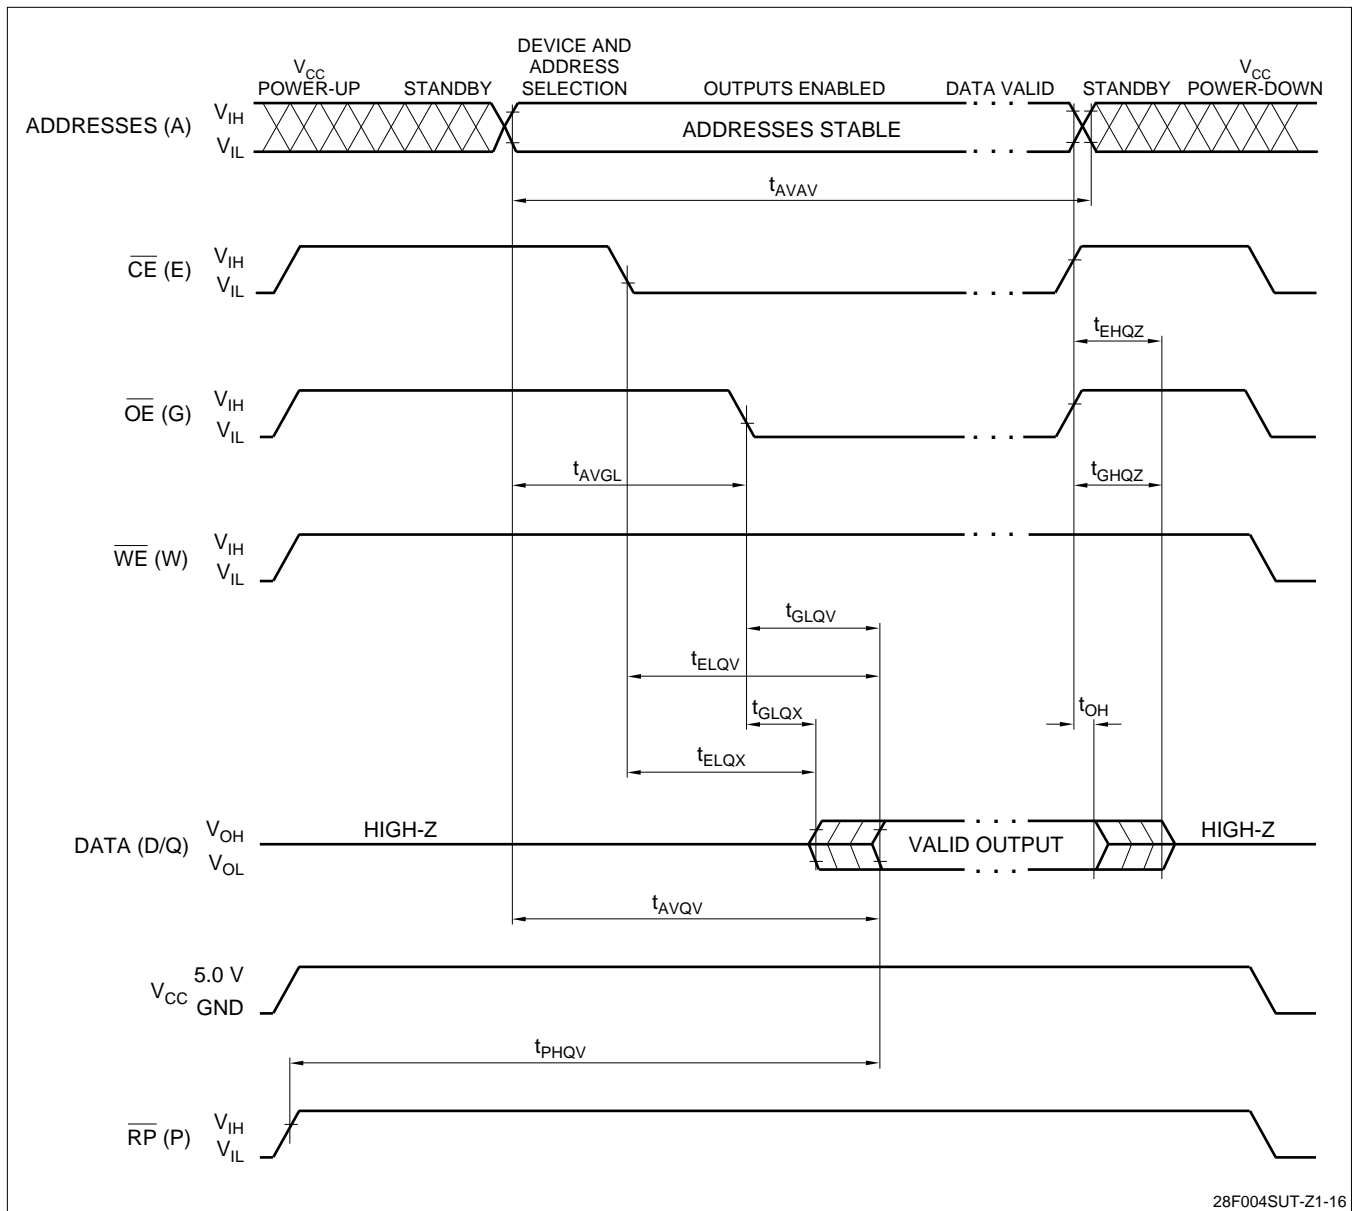 VCC
POWER-UP
STANDBY
DEVICE AND
ADDRESS
SELECTION
OUTPUTS ENABLED
DATA VALID
STANDBY
VCC
POWER-DOWN
ADDRESSES (A)
VIH
VIL
ADDRESSES STABLE
tAVAV
CE (E)
VIH
VIL
tEHQZ
OE (G)
VIH
VIL
tAVGL
tGHQZ
WE (W)
VIH
VIL
tGLQV
tELQV
tGLQX
tOH
tELQX
DATA (D/Q)
VOH
VOL
HIGH-Z
VALID OUTPUT
HIGH-Z
tAVQV
VCC
5.0 V
GND
tPHQV
RP (P)
VIH
VIL
28F004SUT-Z1-16